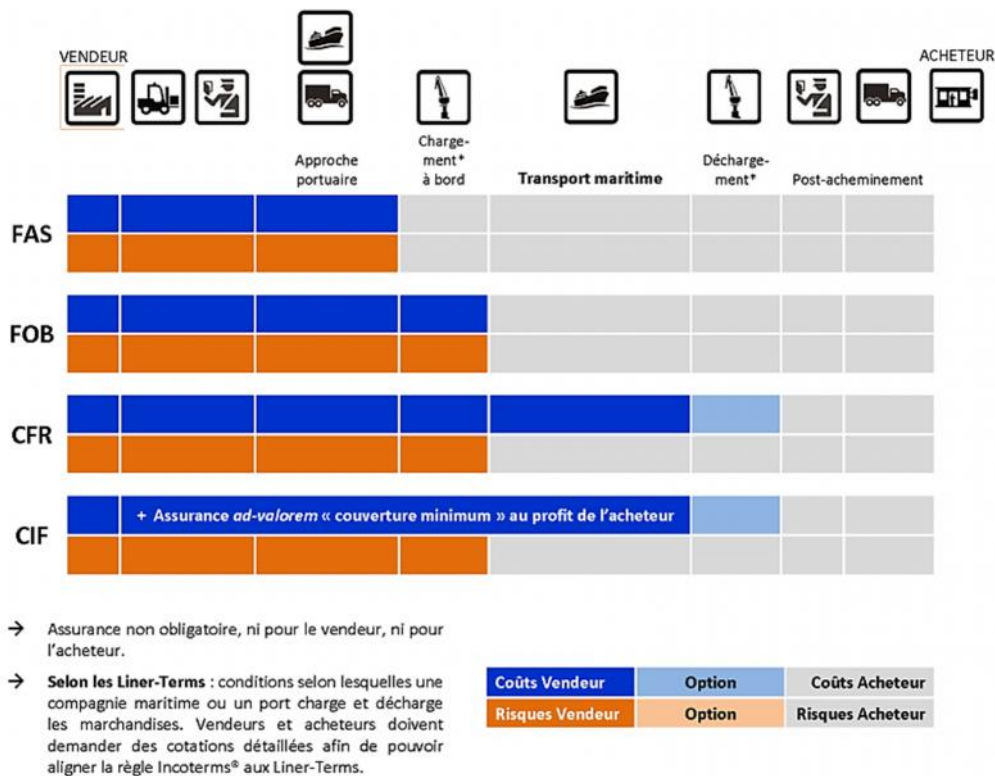 VENDEUR
ACHETEUR
Approche
portuaire
Charge-
ment*
à bord
Transport maritime
Décharge-
ment*
Post-acheminement
FAS
FOB
CFR
CIF
+ Assurance ad-valorem « couverture minimum » au profit de l'acheteur
→ Assurance non obligatoire, ni pour le vendeur, ni pour
l'acheteur.
→ Selon les Liner-Terms : conditions selon lesquelles une
compagnie maritime ou un port charge et décharge
les marchandises. Vendeurs et acheteurs doivent
demander des cotations détaillées afin de pouvoir
aligner la règle Incoterms® aux Liner-Terms.
Coûts Vendeur Option Coûts Acheteur
Risques Vendeur Option Risques Acheteur